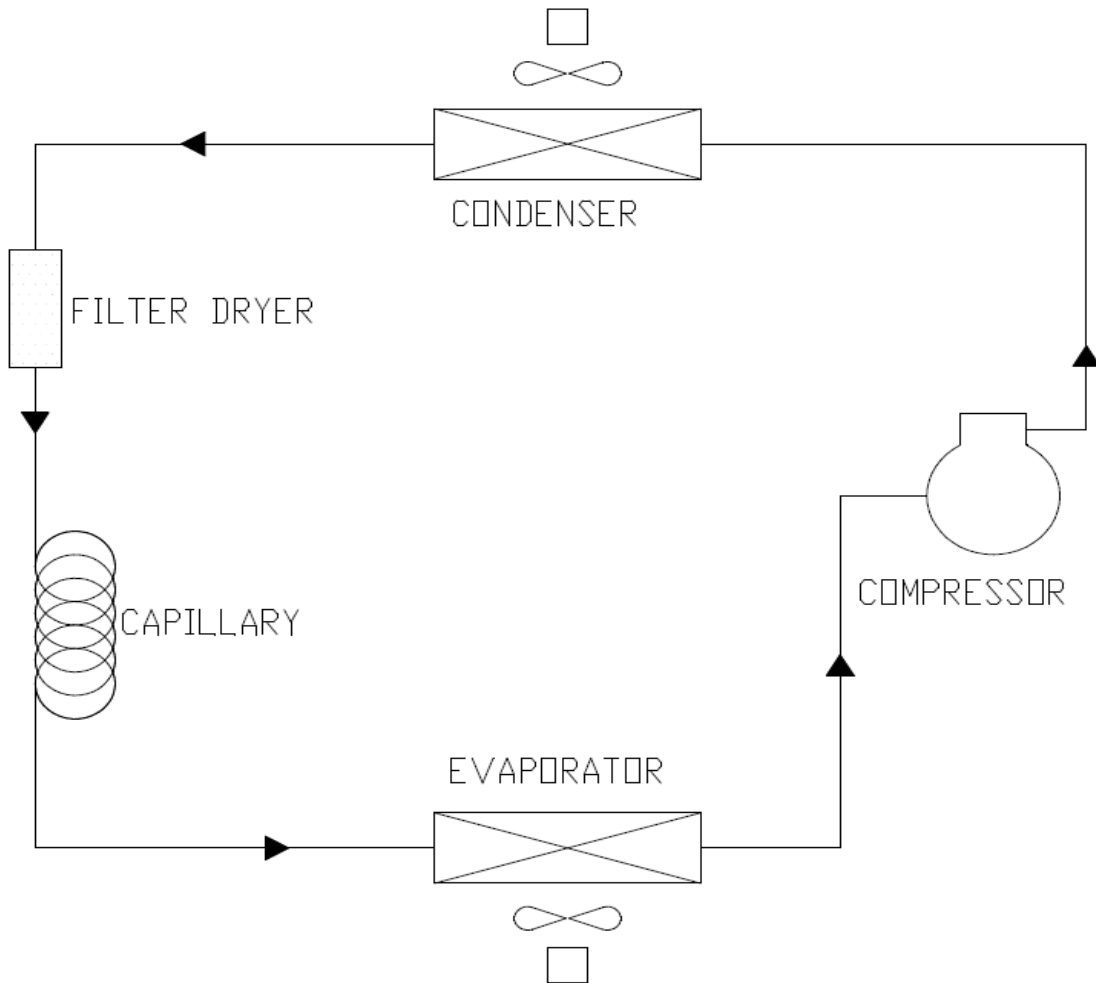 CONDENSER
FILTER DRYER
COMPRESSOR
CAPILLARY
EVAPORATOR